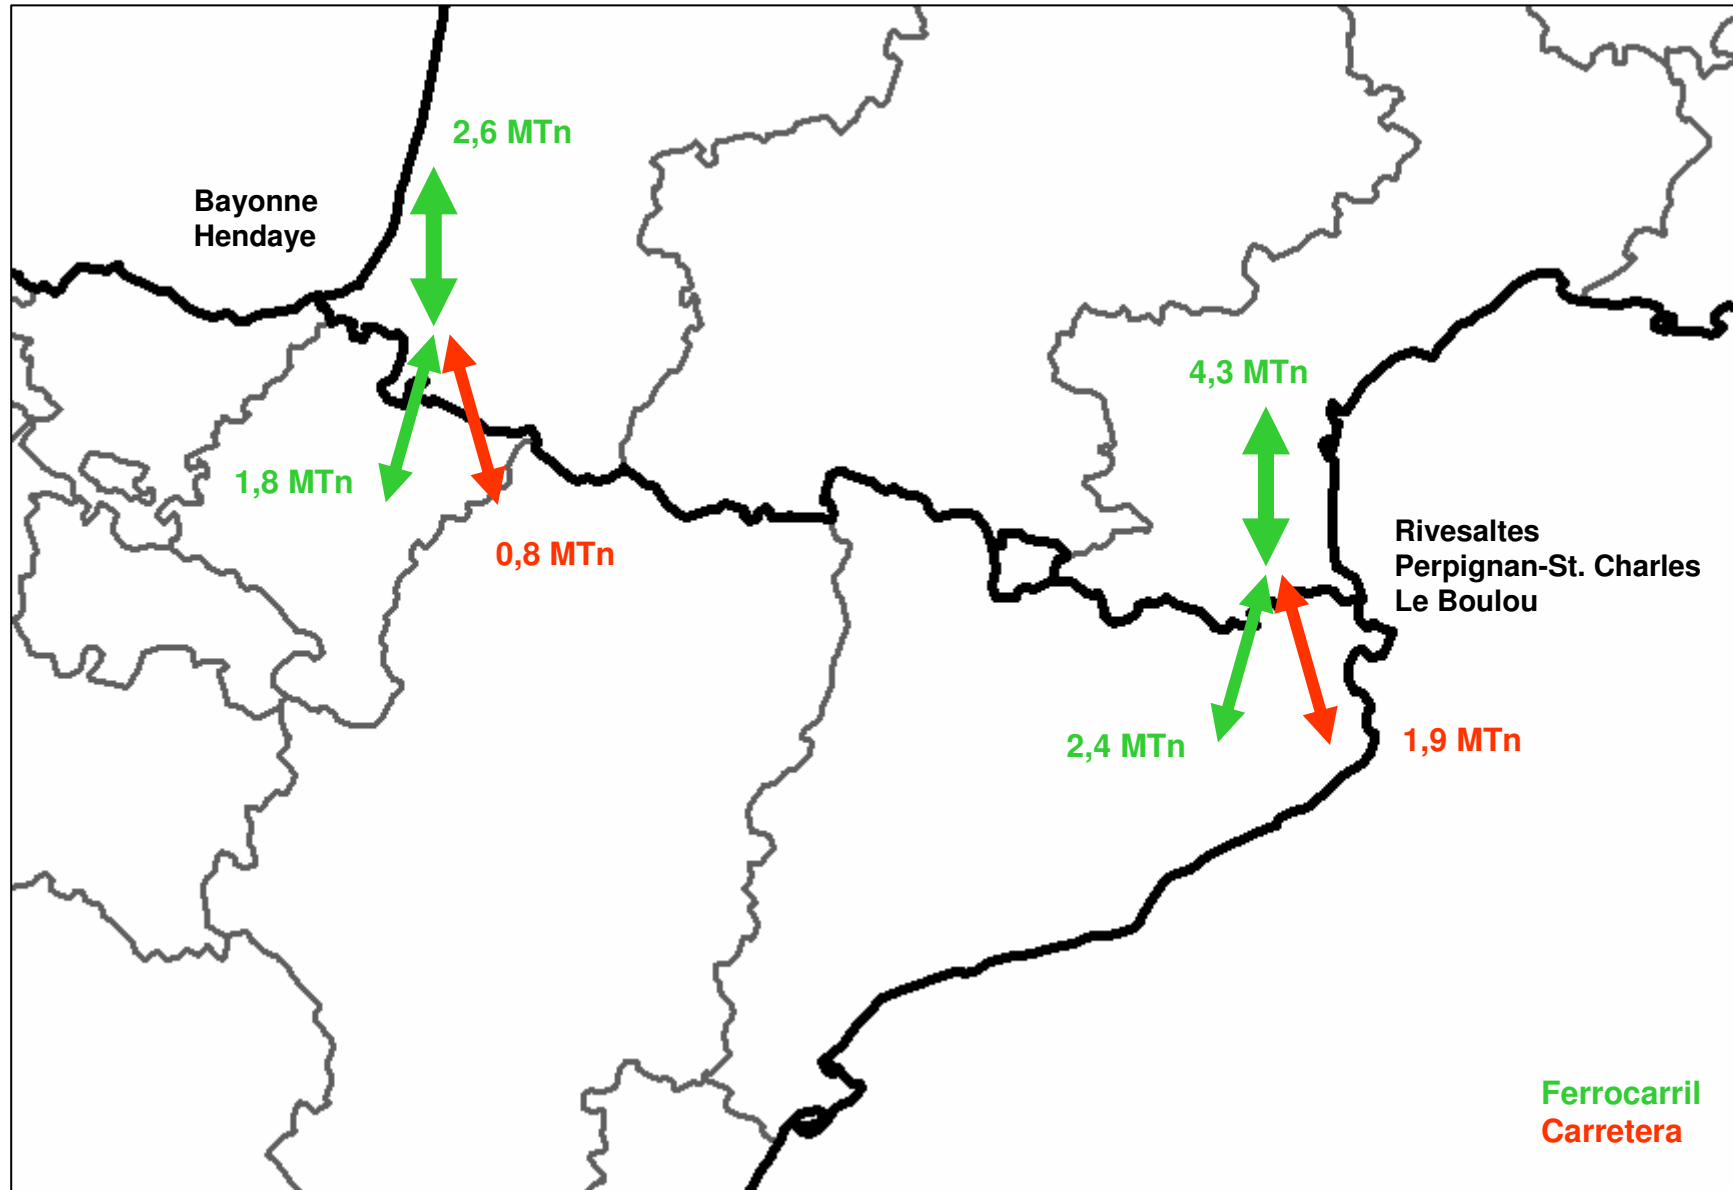 2,6 MTn
Bayonne
Hendaye
4,3 MTn
1,8 MTn
0,8 MTn
Rivesaltes
Perpignan-St. Charles
Le Boulou
2,4 MTn
1,9 MTn
Ferrocarril
Carretera